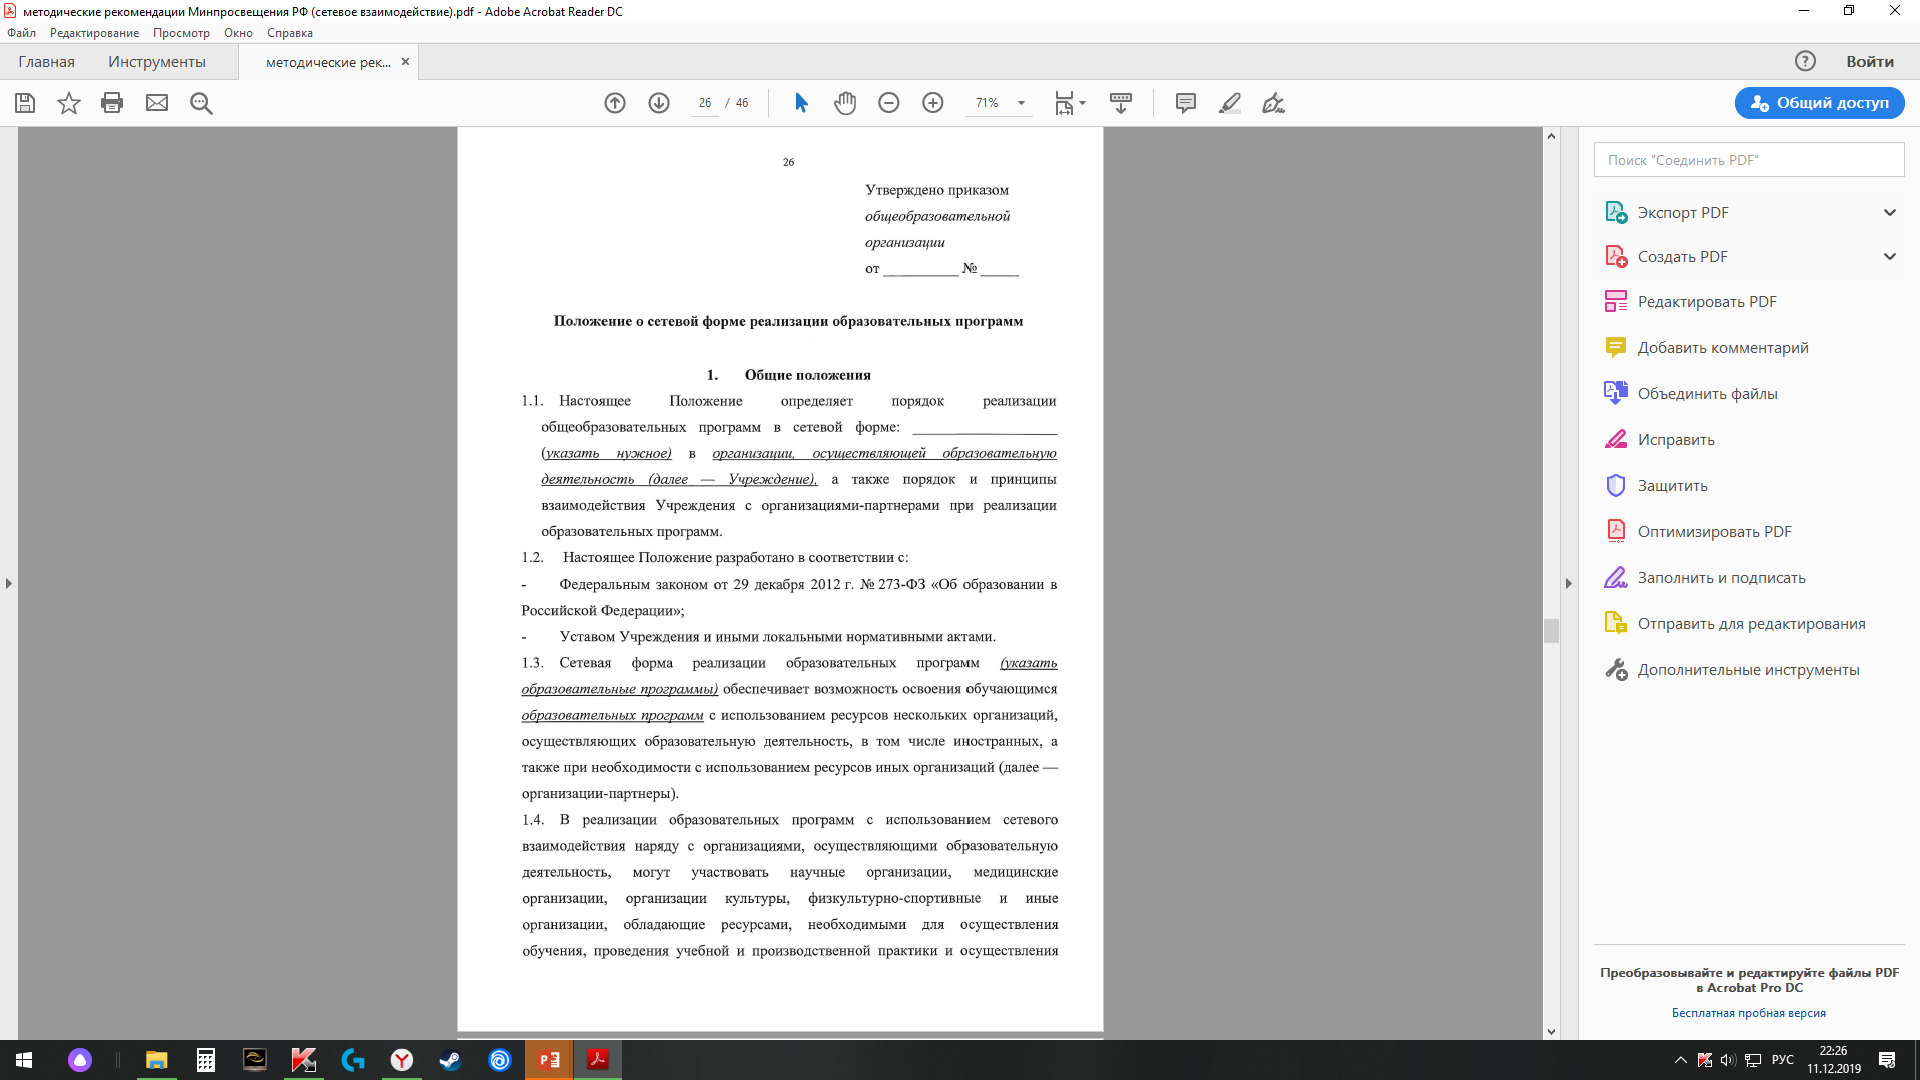 методические рекомендации Минпросвещения РФ (сетевое взаимодействие).pdf - Adobe Acrobat Reader DC
Файл Редактирование Просмотр Окно Справка
Главная Инструменты методические рек... Войти
26 / 46 71% Общий доступ
26
Утверждено приказом
общеобразовательной
организации
от __________ № _____
Положение о сетевой форме реализации образовательных программ
1. Общие положения
1.1. Настоящее Положение определяет порядок реализации
общеобразовательных программ в сетевой форме: ____________________
(указать нужное) в организации, осуществляющей образовательную
деятельность (далее — Учреждение), а также порядок и принципы
взаимодействия Учреждения с организациями-партнерами при реализации
образовательных программ.
1.2. Настоящее Положение разработано в соответствии с:
- Федеральным законом от 29 декабря 2012 г. № 273-ФЗ «Об образовании в
Российской Федерации»;
- Уставом Учреждения и иными локальными нормативными актами.
1.3. Сетевая форма реализации образовательных программ (указать
образовательные программы) обеспечивает возможность освоения обучающимся
образовательных программ с использованием ресурсов нескольких организаций,
осуществляющих образовательную деятельность, в том числе иностранных, а
также при необходимости с использованием ресурсов иных организаций (далее —
организации-партнеры).
1.4. В реализации образовательных программ с использованием сетевого
взаимодействия наряду с организациями, осуществляющими образовательную
деятельность, могут участвовать научные организации, медицинские
организации, организации культуры, физкультурно-спортивные и иные
организации, обладающие ресурсами, необходимыми для осуществления
обучения, проведения учебной и производственной практики и осуществления
Поиск "Соединить PDF"
Экспорт PDF
Создать PDF
Редактировать PDF
Добавить комментарий
Объединить файлы
Исправить
Защитить
Оптимизировать PDF
Заполнить и подписать
Отправить для редактирования
Дополнительные инструменты
Преобразовывайте и редактируйте файлы PDF
в Acrobat Pro DC
Бесплатная пробная версия
РУС
22:26
11.12.2019